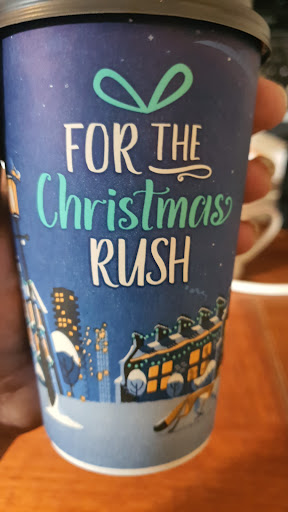 FOR THE
Christmas
RUSH